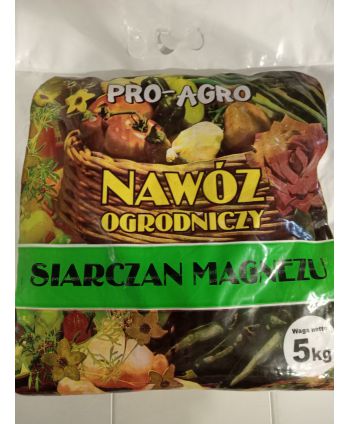 PRO-AGRO
NAWÓZ
OGRODNICZY
SIARCZAN MAGNEZU
Waga netto
5kg